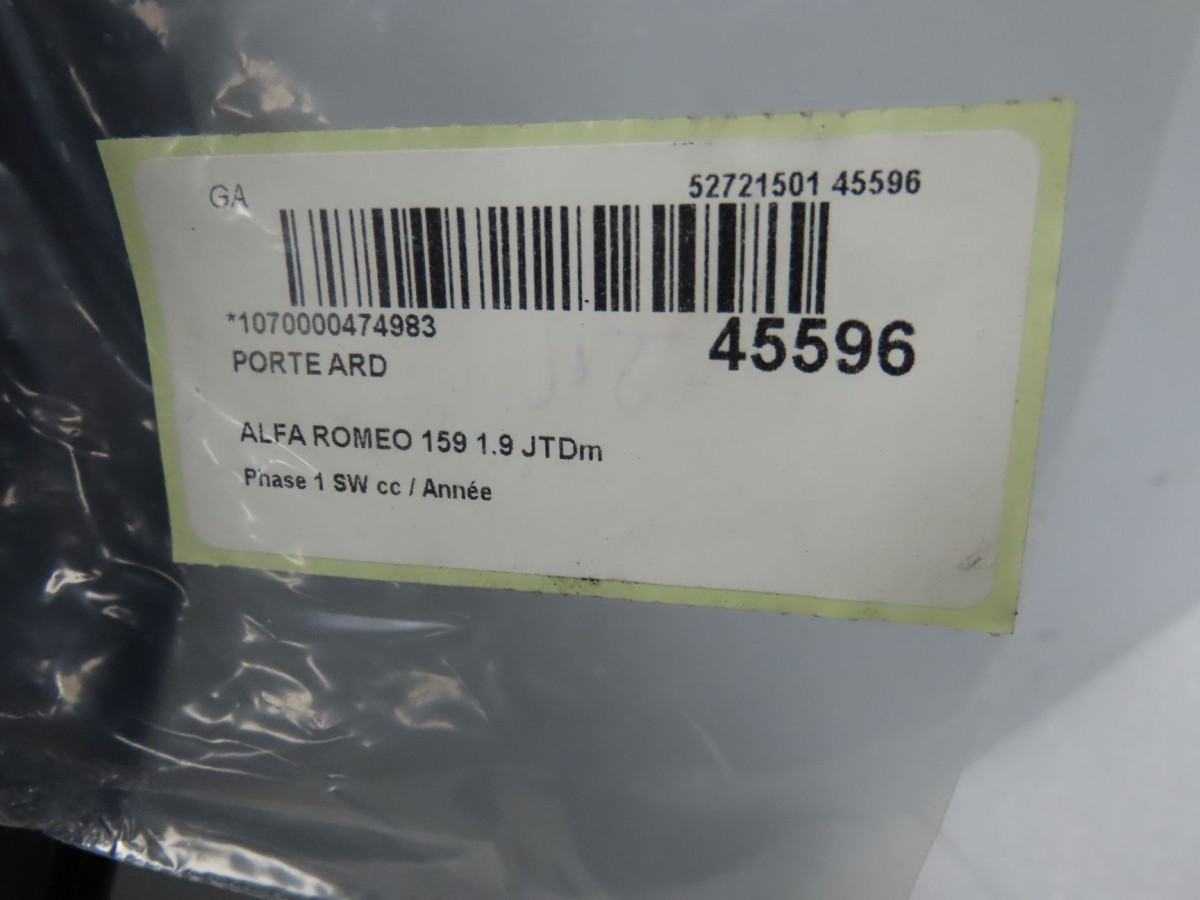 GA
52721501 45596
*1070000474983
45596
PORTE ARD
ALFA ROMEO 159 1.9 JTDm
Phase 1 SW cc / Année